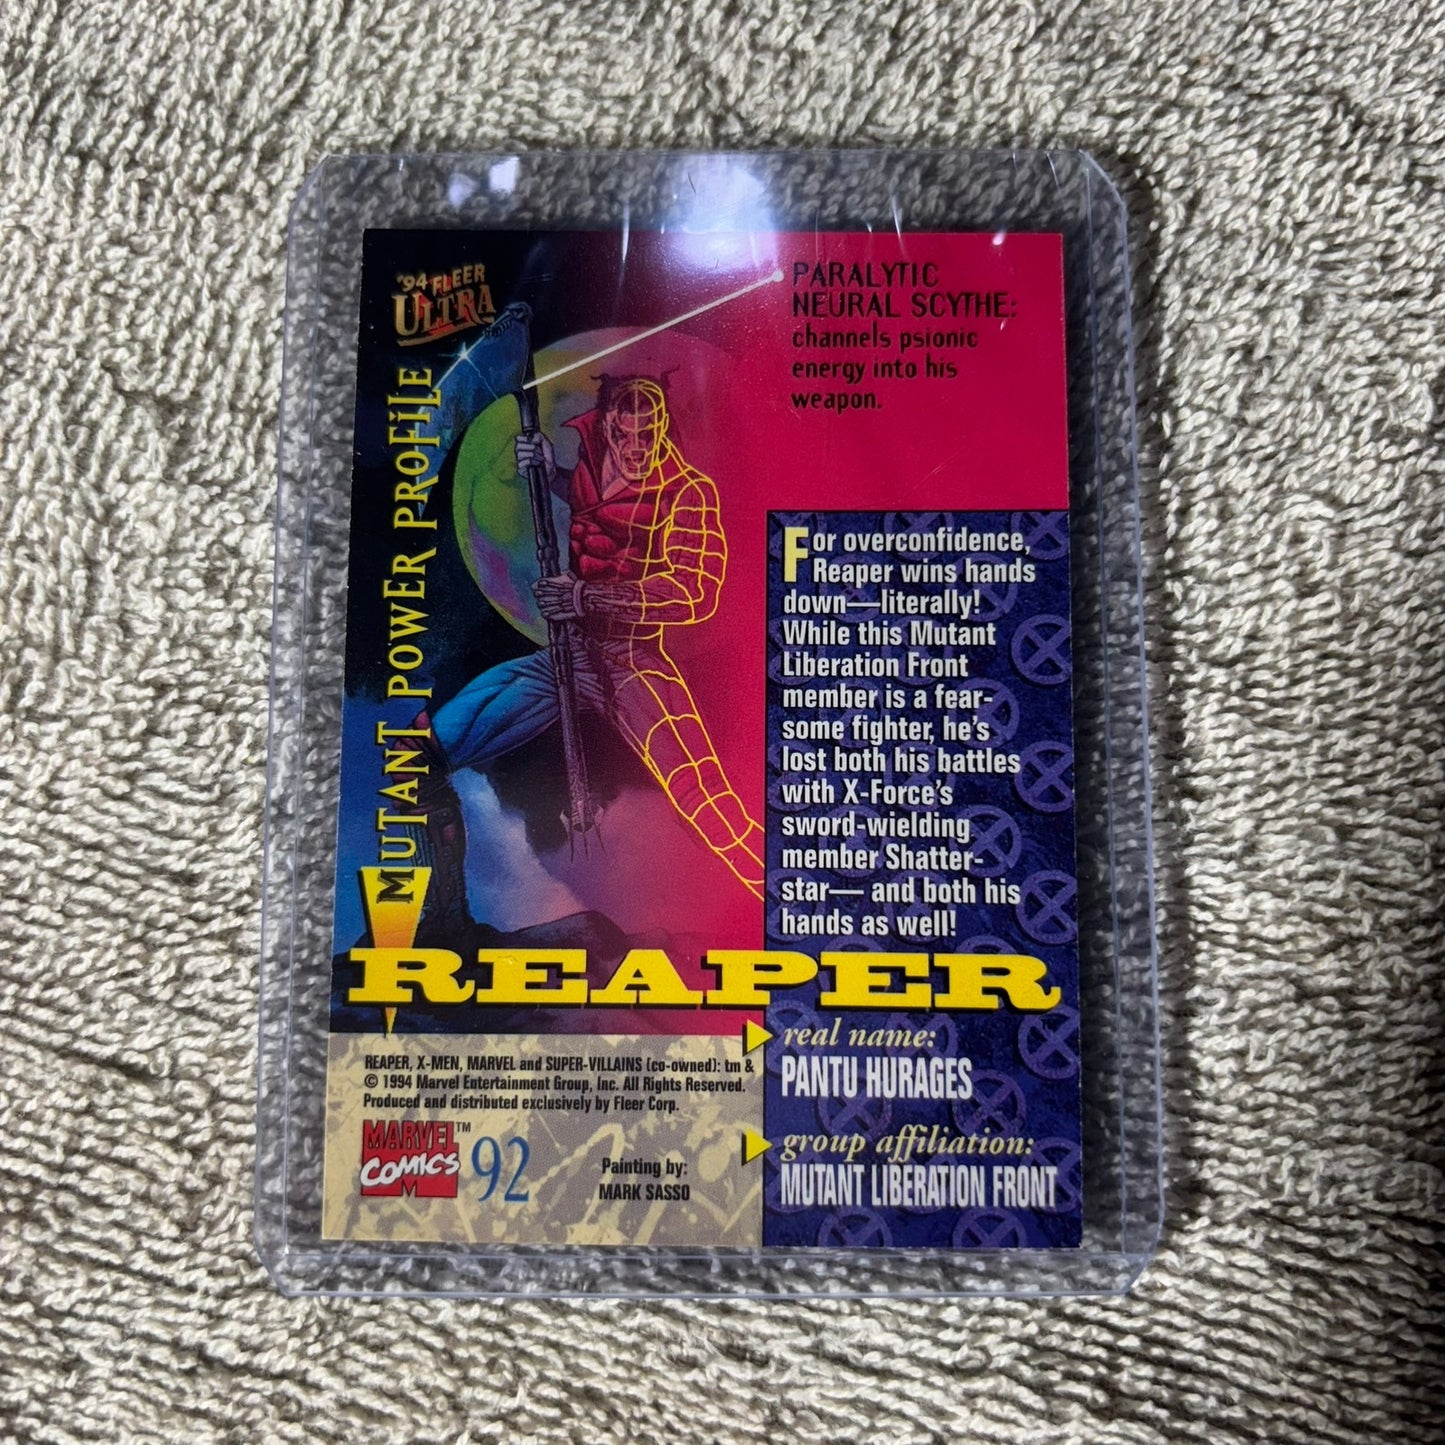 '94 FLEER
ULTRA
MUTANT POWER PROFILE
PARALYTIC
NEURAL SCYTHE:
channels psionic
energy into his
weapon.
For overconfidence,
Reaper wins hands
down—literally!
While this Mutant
Liberation Front
member is a fear-
some fighter, he's
lost both his battles
with X-Force's
sword-wielding
member Shatter-
star— and both his
hands as well!
REAPER
real name:
PANTU HURAGES
group affiliation:
MUTANT LIBERATION FRONT
REAPER, X-MEN, MARVEL and SUPER-VILLAINS (co-owned): tm &
© 1994 Marvel Entertainment Group, Inc. All Rights Reserved.
Produced and distributed exclusively by Fleer Corp.
MARVEL™
COMICS
M
92
Painting by:
MARK SASSO